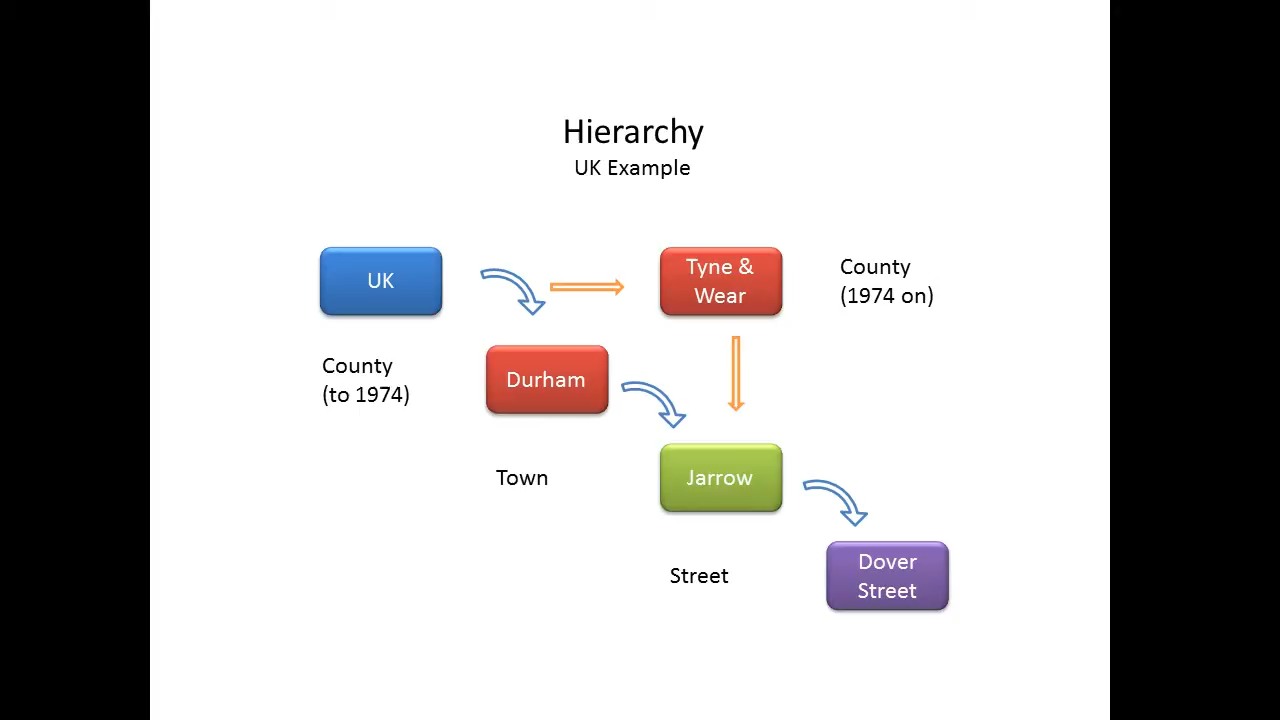 Hierarchy
UK Example
UK
Tyne &
Wear
County
(1974 on)
County
(to 1974)
Durham
Town
Jarrow
Street
Dover
Street